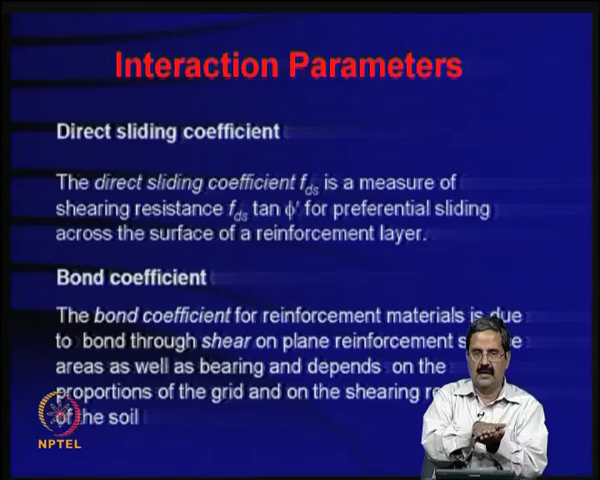 Interaction Parameters
Direct sliding coefficient
The direct sliding coefficient fds is a measure of
shearing resistance fds tan ϕ' for preferential sliding
across the surface of a reinforcement layer.
Bond coefficient
The bond coefficient for reinforcement materials is due
to bond through shear on plane reinforcement
areas as well as bearing and depends on the
proportions of the grid and on the shearing
of the soil
NPTEL